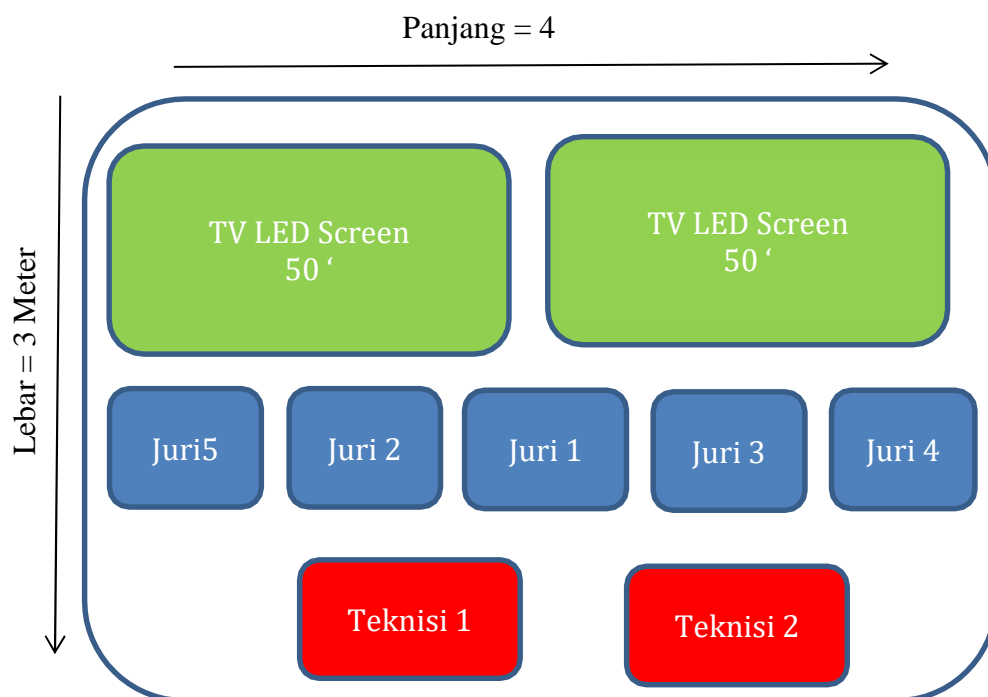 Panjang = 4
Lebar = 3 Meter
TV LED Screen
50 ‘
TV LED Screen
50 ‘
Juri5
Juri 2
Juri 1
Juri 3
Juri 4
Teknisi 1
Teknisi 2